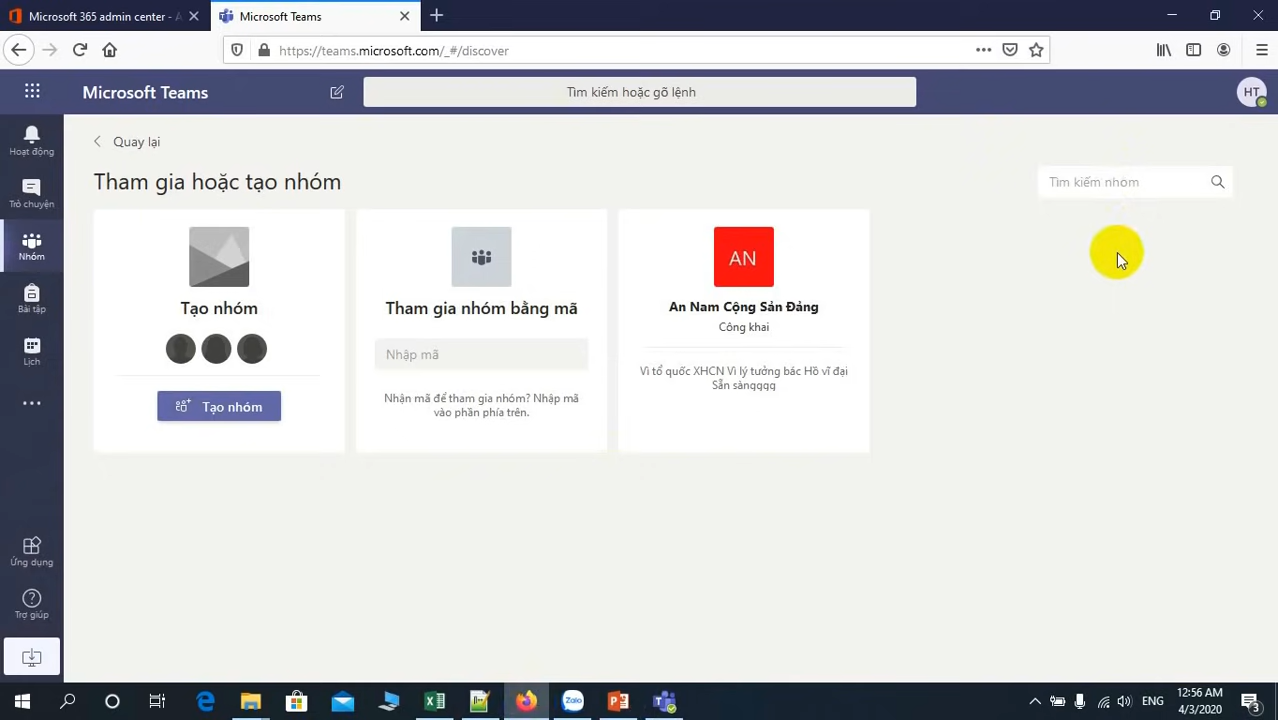 Microsoft 365 admin center - A
Microsoft Teams
https://teams.microsoft.com/_#/discover
Microsoft Teams
Tìm kiếm hoặc gõ lệnh
HT
Hoạt động
Trò chuyện
Nhóm
Bài tập
Lịch
Ứng dụng
Trợ giúp
Quay lại
Tham gia hoặc tạo nhóm
Tìm kiếm nhóm
Tạo nhóm
Tạo nhóm
Tham gia nhóm bằng mã
Nhập mã
Nhận mã để tham gia nhóm? Nhập mã
vào phần phía trên.
AN
An Nam Cộng Sản Đảng
Công khai
Vì tổ quốc XHCN Vì lý tưởng bác Hồ vĩ đại
Sẵn sàngqgqg
Zalo
ENG
12:56 AM
4/3/2020
3